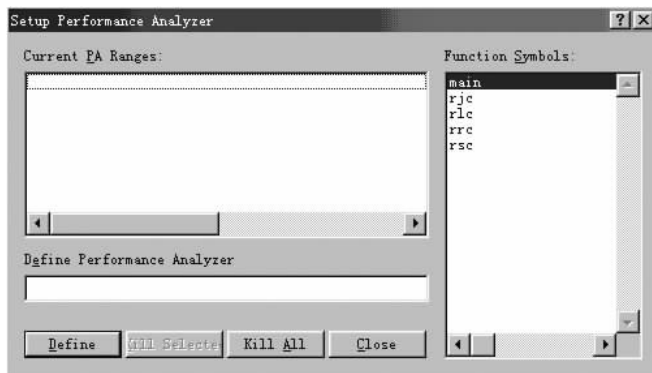 Setup Performance Analyzer
Current PA Ranges:
Function Symbols:
main
rjc
rlc
rrc
rsc
Define Performance Analyzer
Define
Kill All
Close